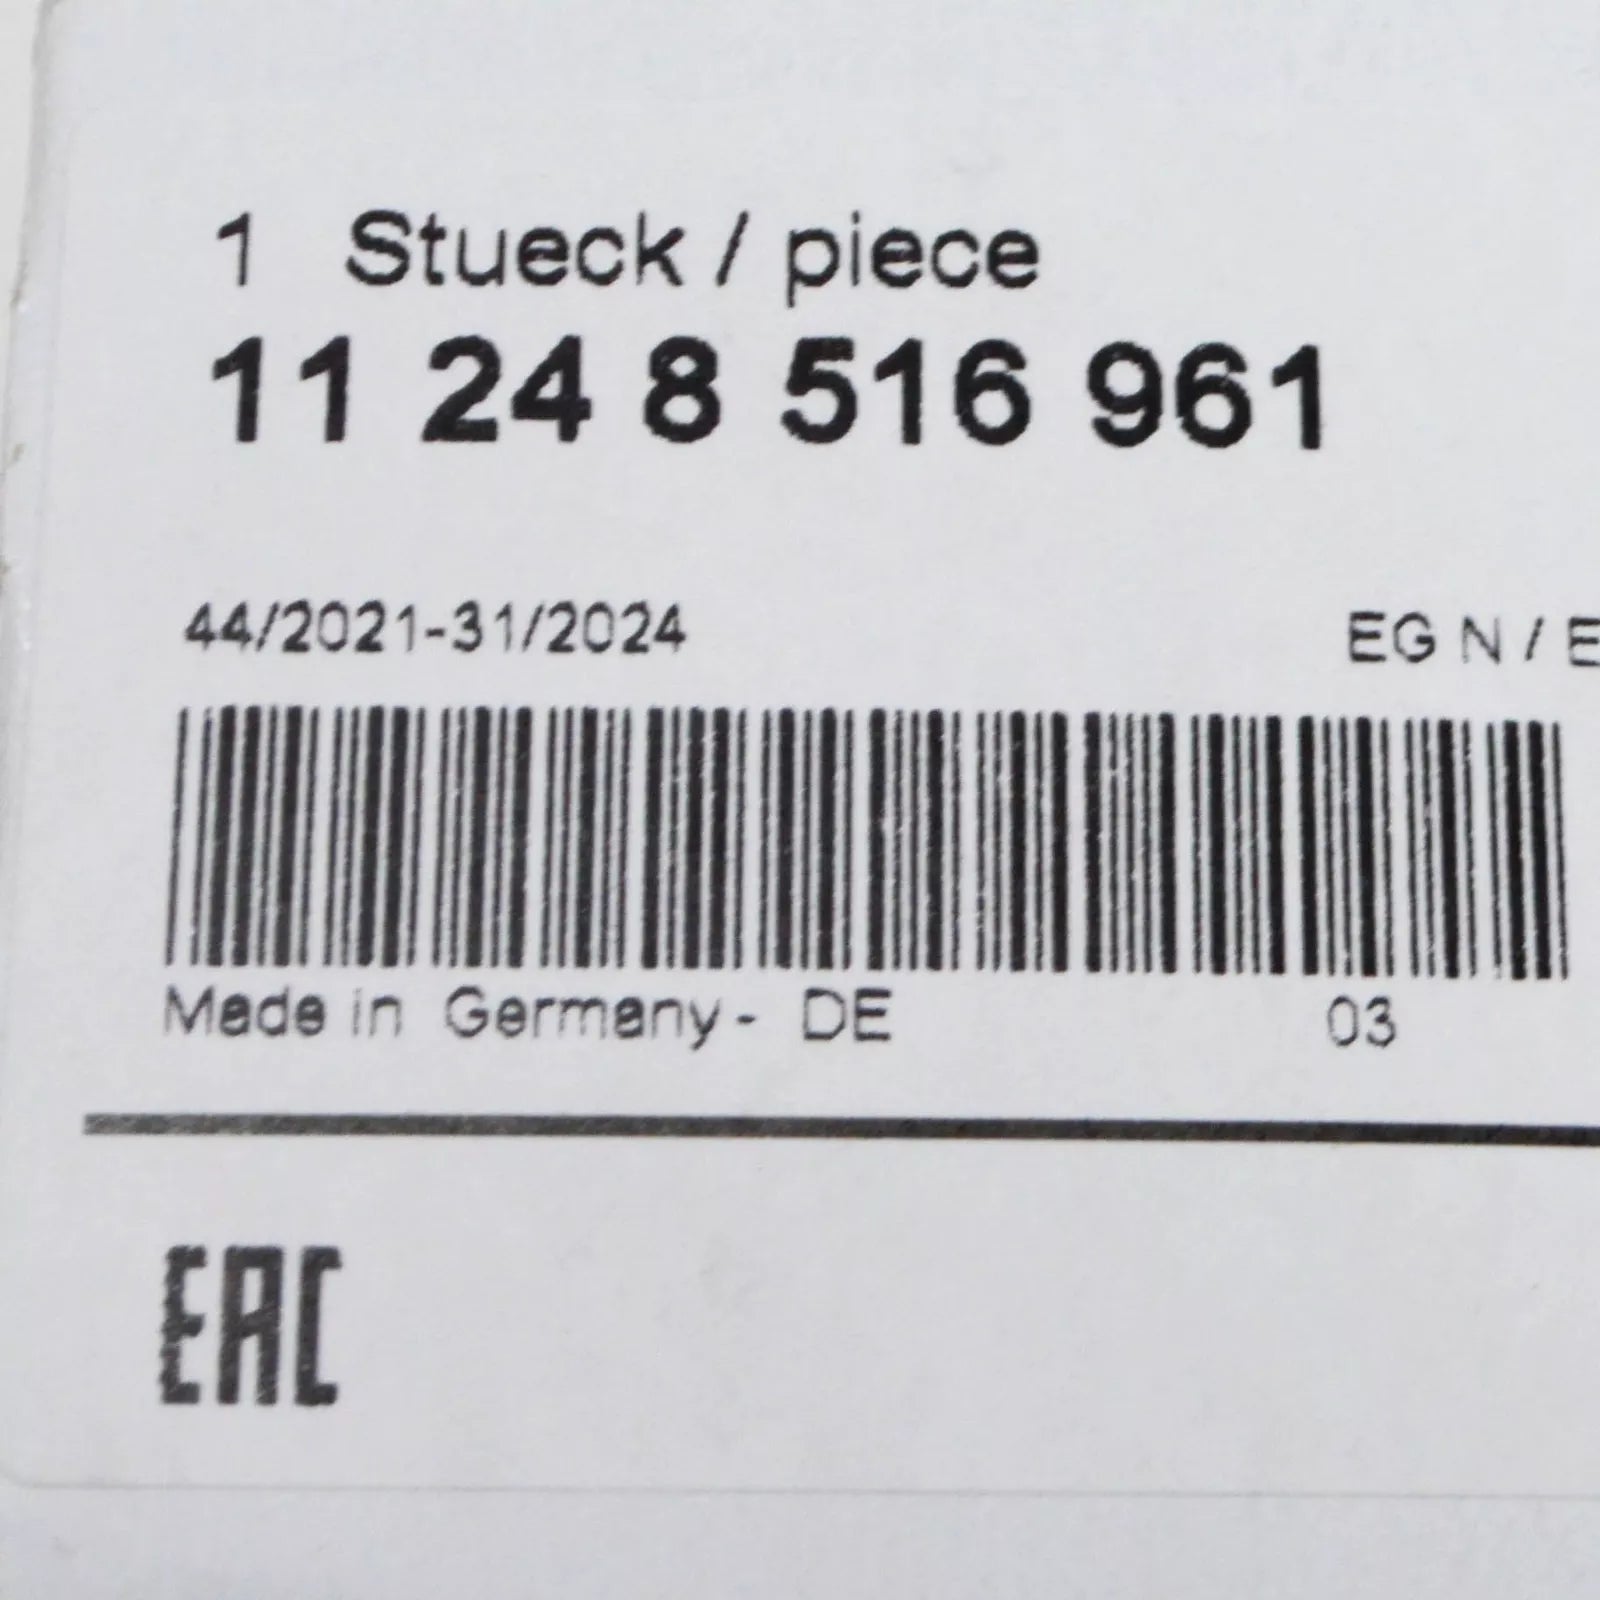 1 Stueck / piece
11 24 8 516 961
44/2021-31/2024 EG N / E
Made in Germany - DE 03
EAC